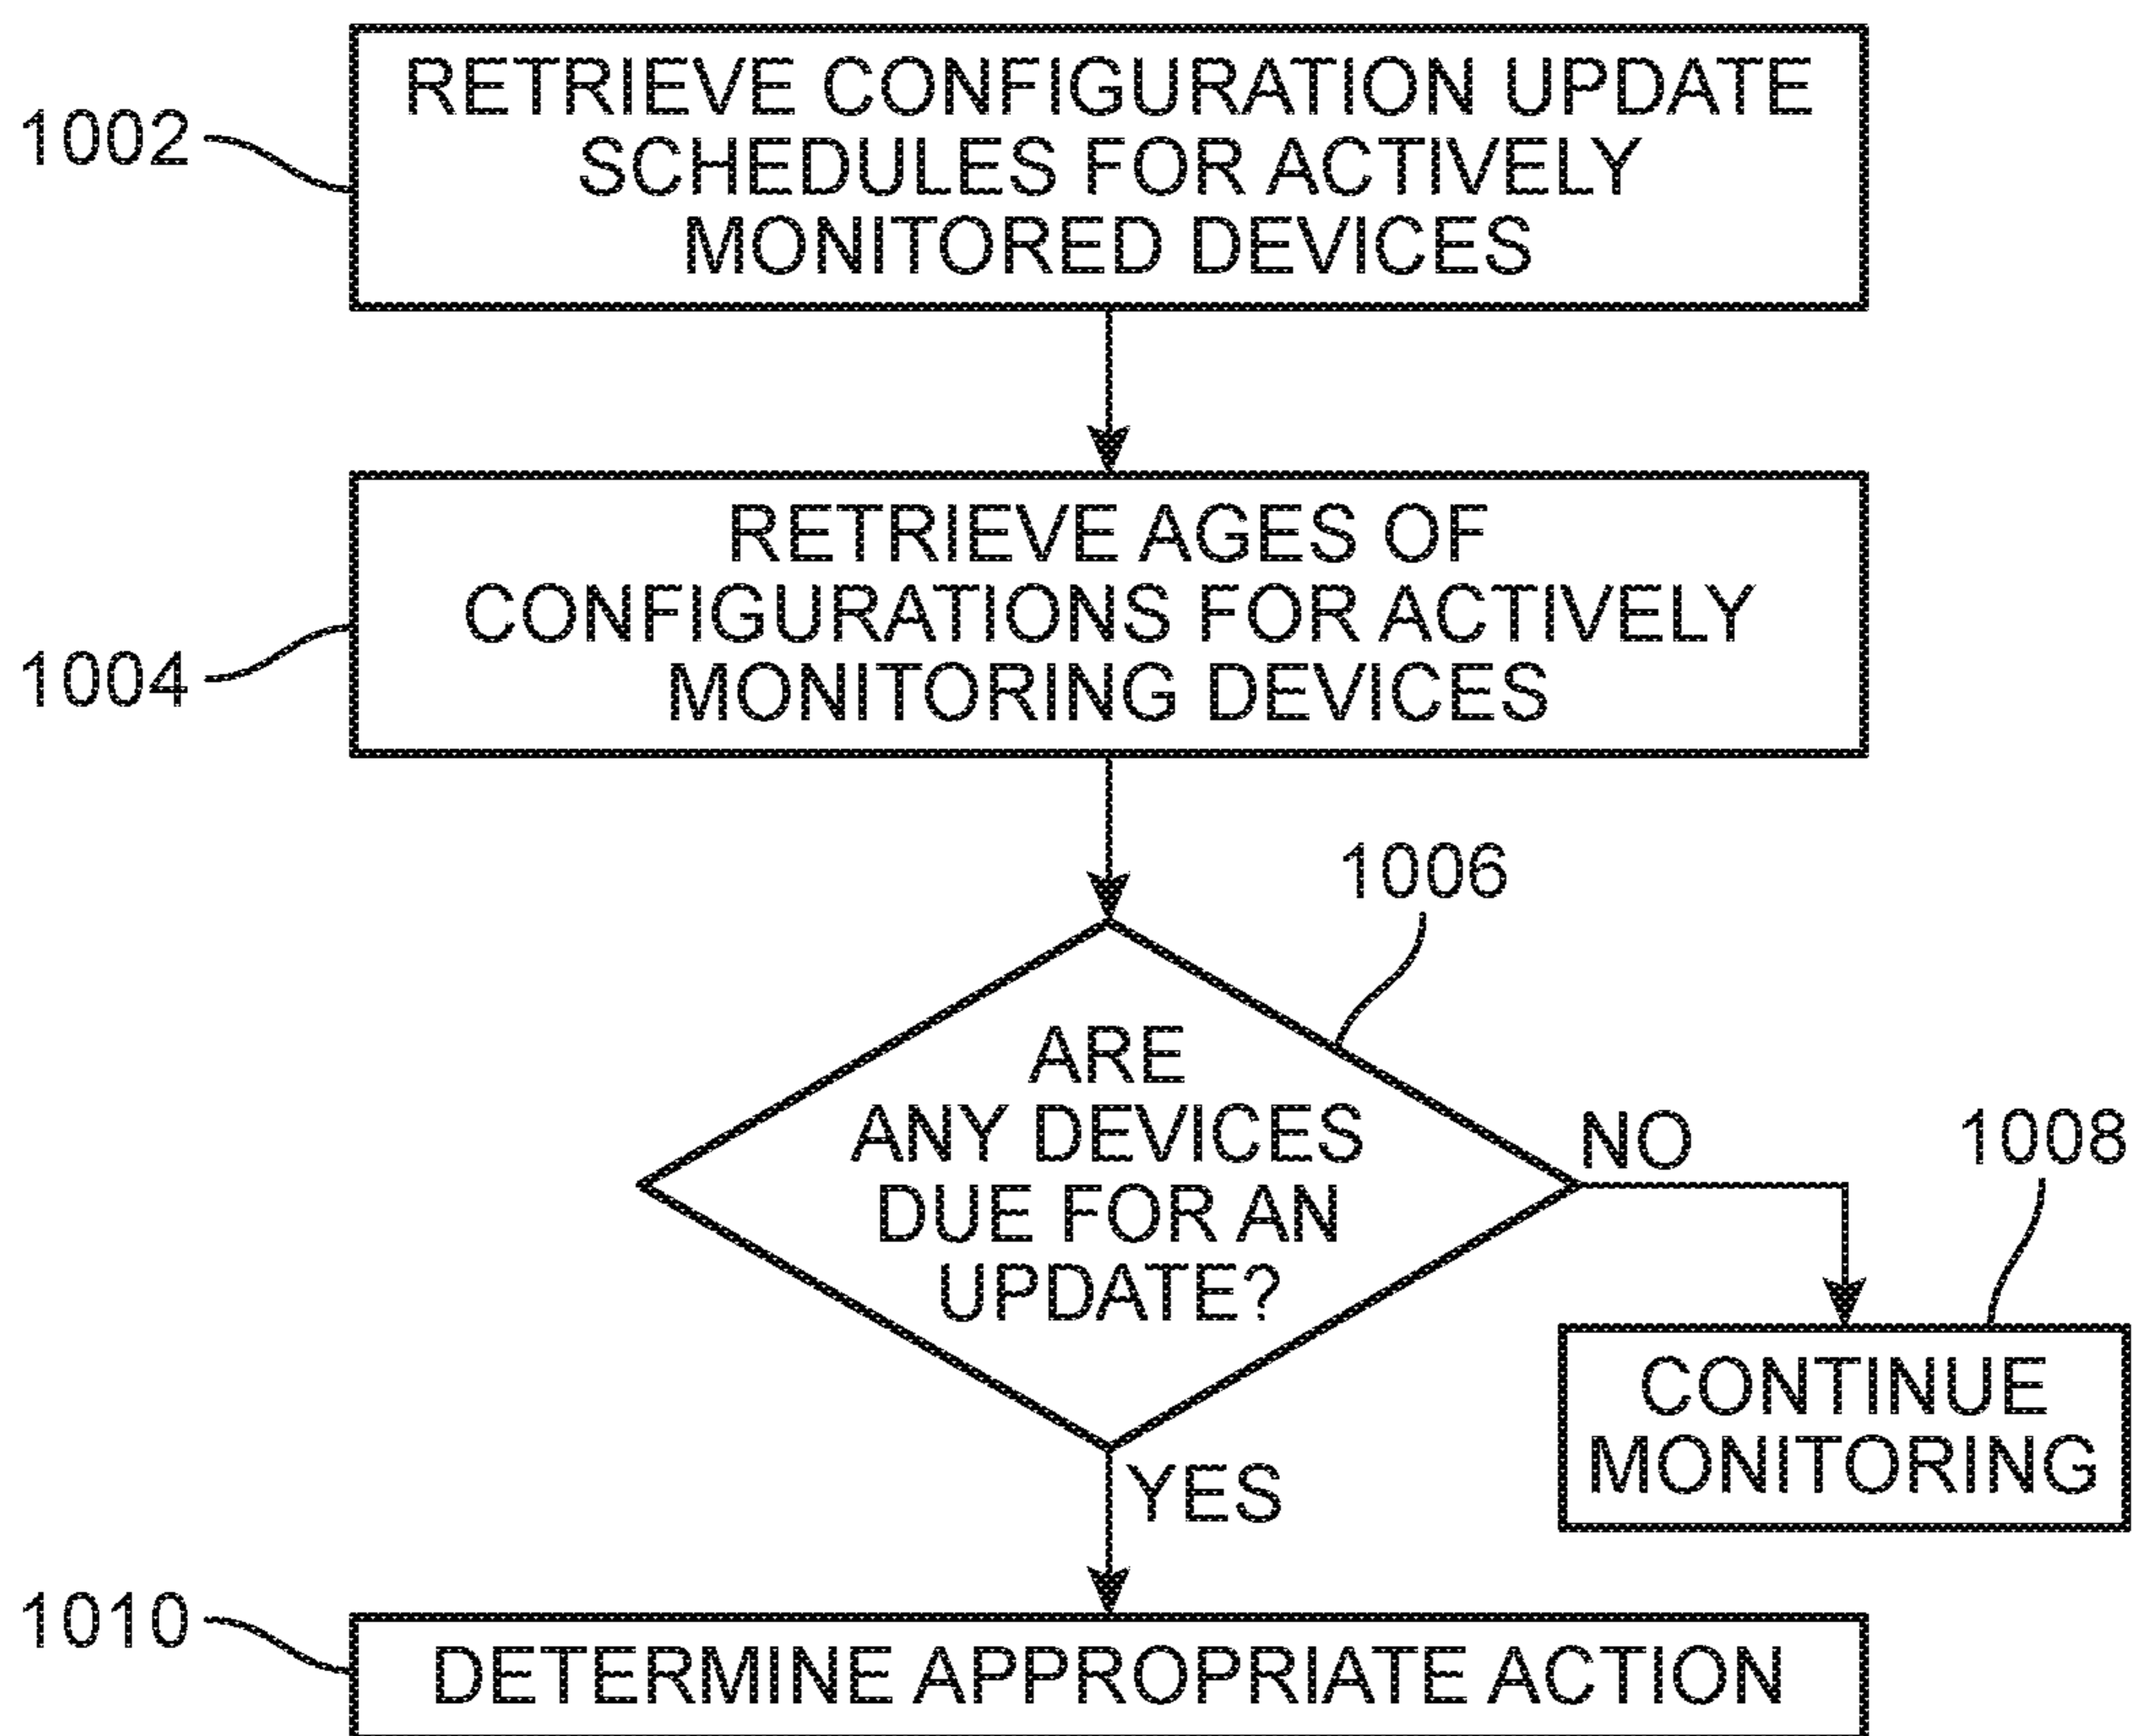 1002
RETRIEVE CONFIGURATION UPDATE
SCHEDULES FOR ACTIVELY
MONITORED DEVICES
1004
RETRIEVE AGES OF
CONFIGURATIONS FOR ACTIVELY
MONITORING DEVICES
1006
ARE
ANY DEVICES
DUE FOR AN
UPDATE?
NO
1008
CONTINUE
MONITORING
YES
1010
DETERMINE APPROPRIATE ACTION